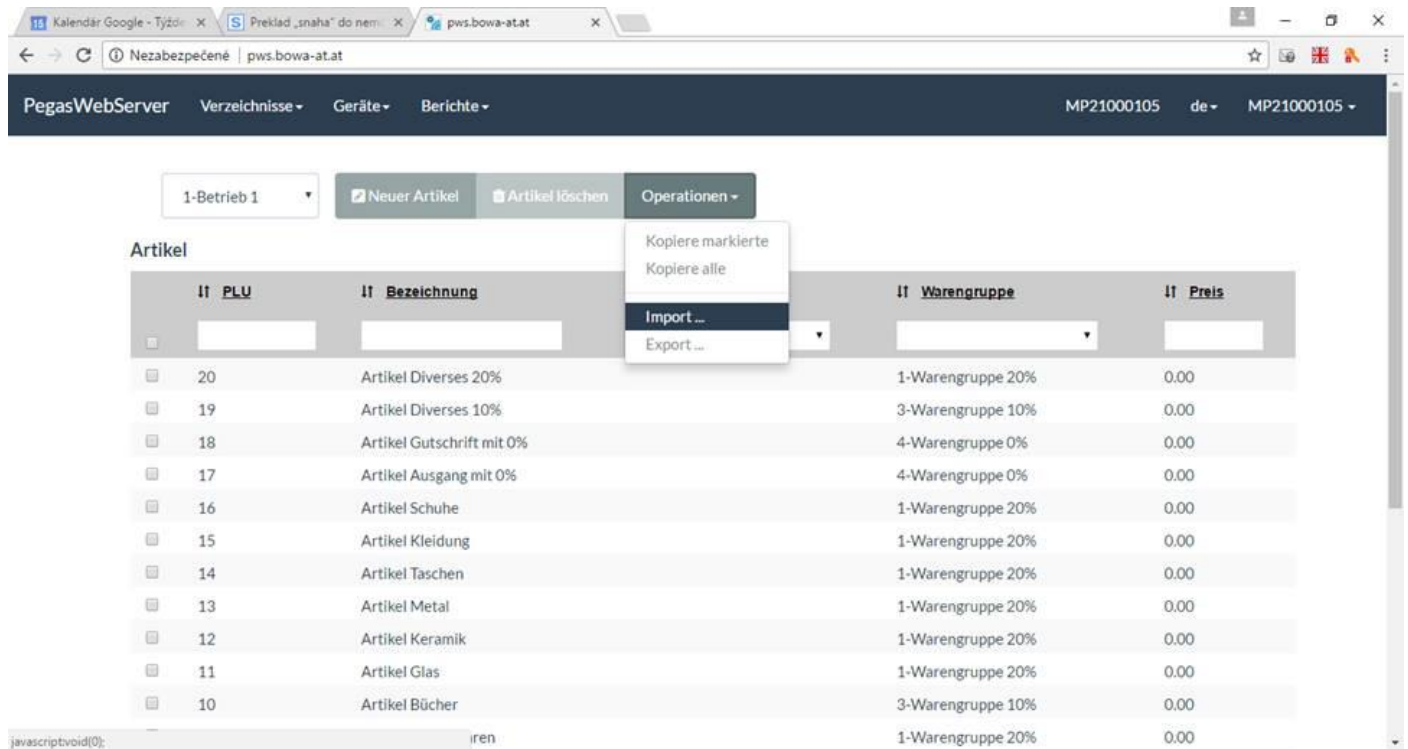 Kalendár Google - Týžde
Preklad „snaha“ do nem
pws.bowa-at.at
Nezabezpečené | pws.bowa-at.at
PegasWebServer Verzeichnisse Geräte Berichte MP21000105 de MP21000105
1-Betrieb 1 Neuer Artikel Artikel löschen Operationen
Kopiere markierte
Kopiere alle
Import ...
Export ...
Artikel
PLU Bezeichnung Warengruppe Preis
20 Artikel Diverses 20% 1-Warengruppe 20% 0.00
19 Artikel Diverses 10% 3-Warengruppe 10% 0.00
18 Artikel Gutschrift mit 0% 4-Warengruppe 0% 0.00
17 Artikel Ausgang mit 0% 4-Warengruppe 0% 0.00
16 Artikel Schuhe 1-Warengruppe 20% 0.00
15 Artikel Kleidung 1-Warengruppe 20% 0.00
14 Artikel Taschen 1-Warengruppe 20% 0.00
13 Artikel Metal 1-Warengruppe 20% 0.00
12 Artikel Keramik 1-Warengruppe 20% 0.00
11 Artikel Glas 1-Warengruppe 20% 0.00
10 Artikel Bücher 3-Warengruppe 10% 0.00
1-Warengruppe 20% 0.00
javascript:void(0);